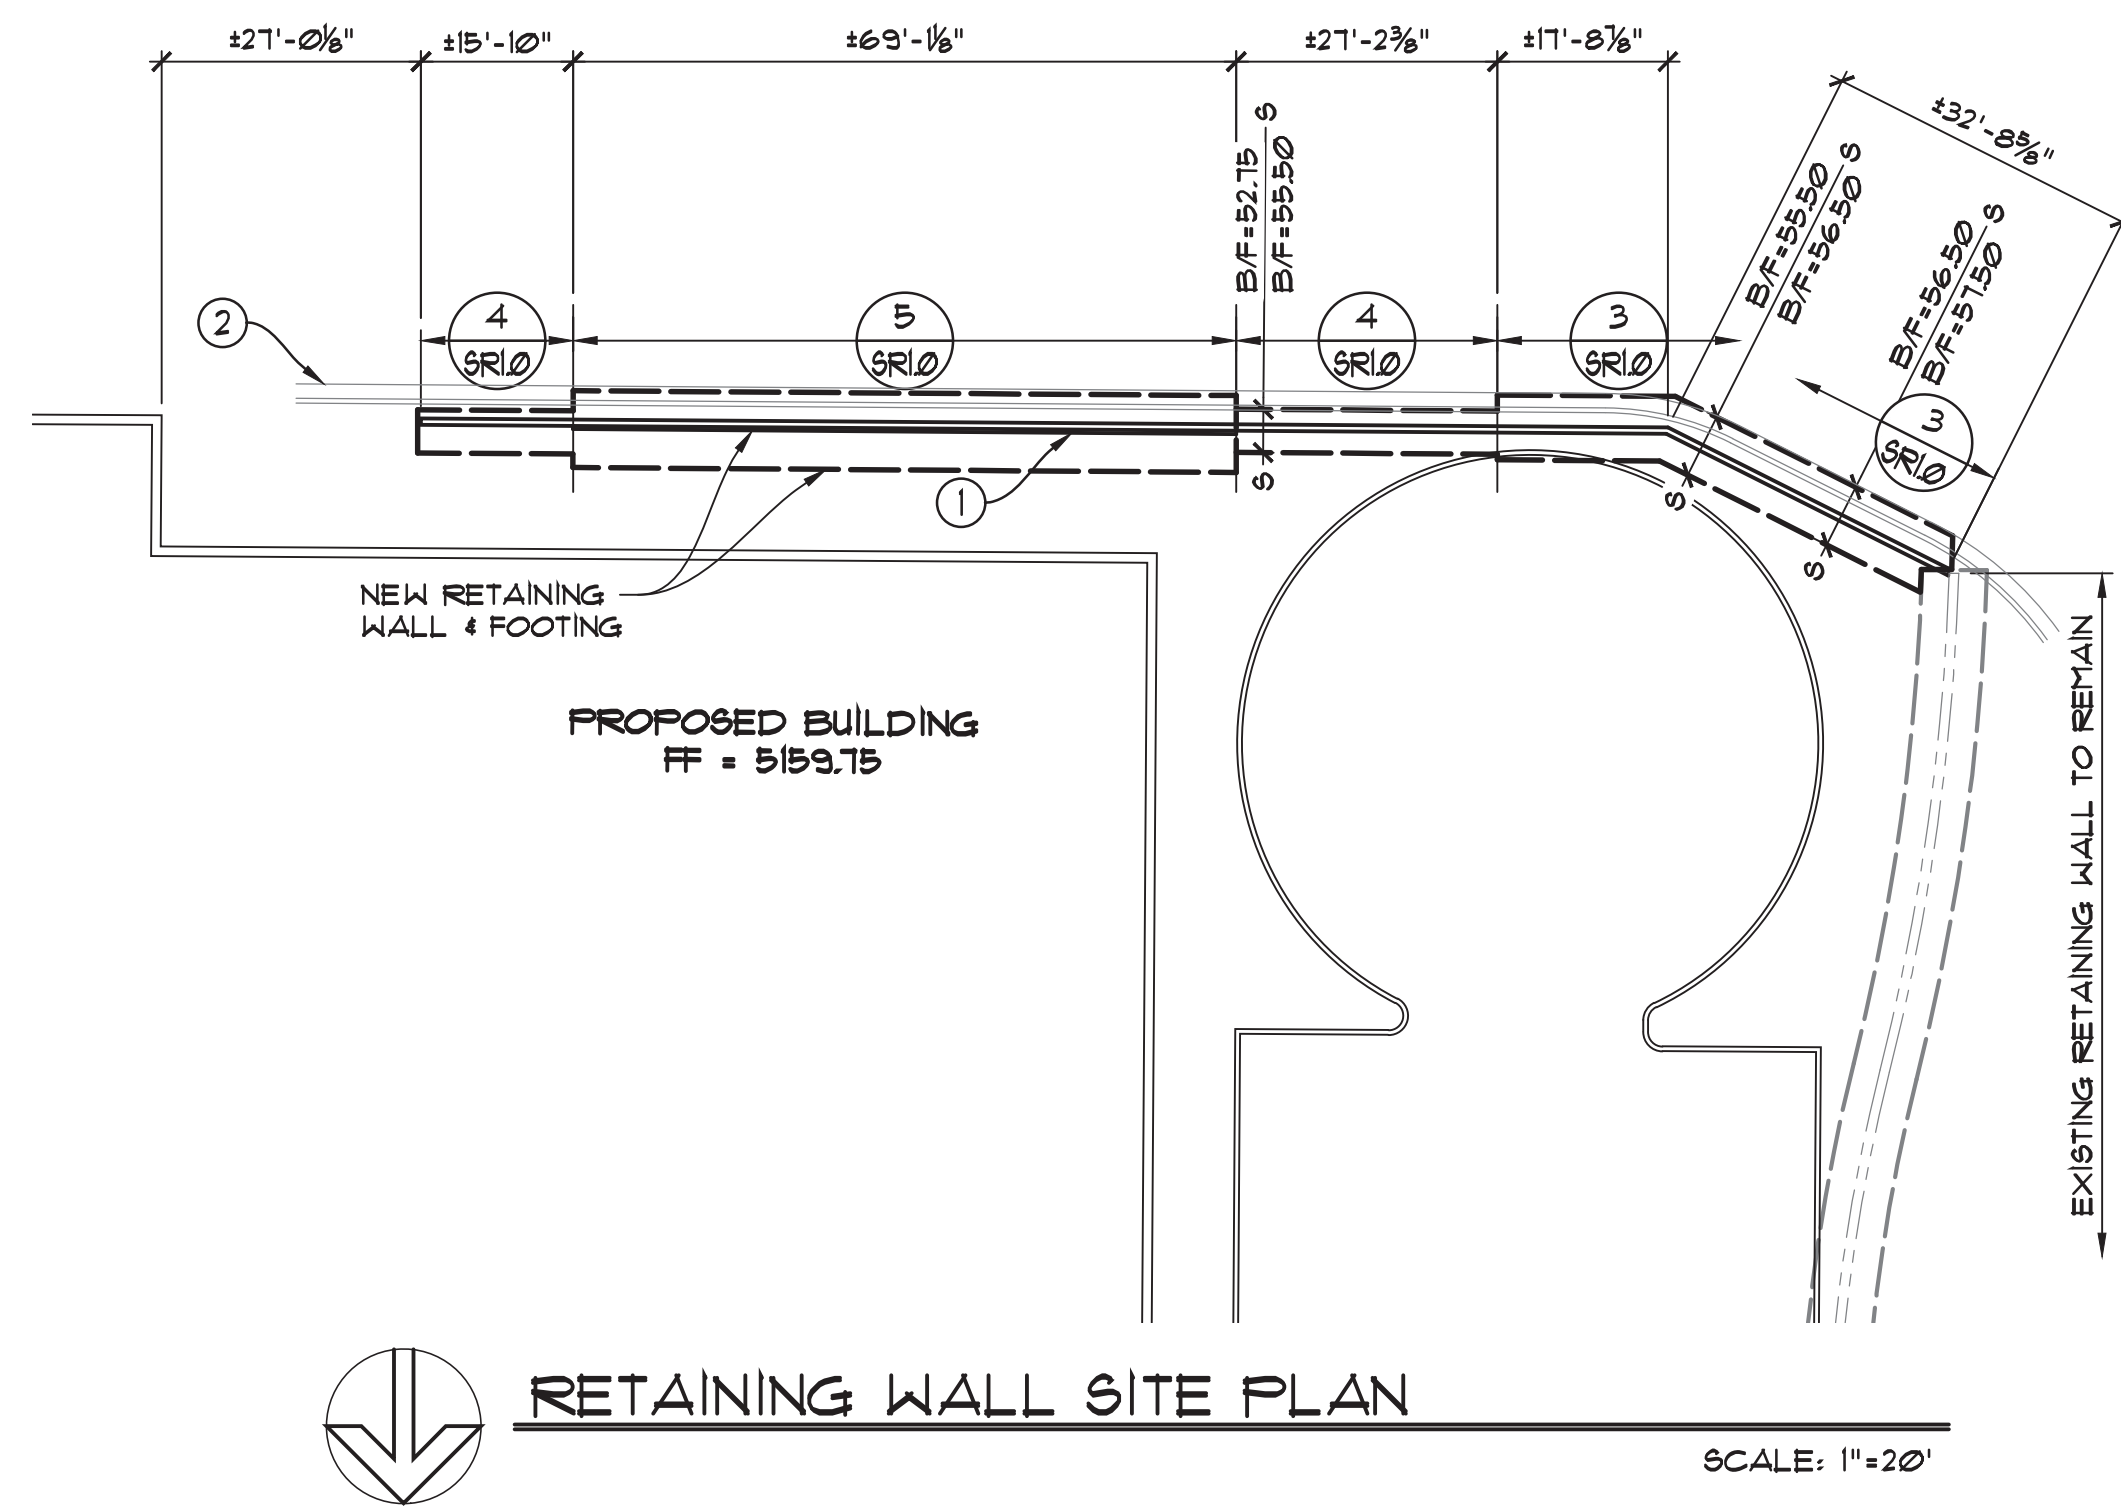 ±27'-0⅛"
±15'-10"
±69'-1⅛"
±27'-2⅜"
±17'-8⅞"
±32'-8⅝"
S
B/F=52.75
B/F=55.50
S
B/F=55.50
B/F=56.50
S
B/F=56.50
B/F=57.50
2
4
SR1.0
5
SR1.0
4
SR1.0
3
SR1.0
3
SR1.0
1
S
S
S
NEW RETAINING
WALL & FOOTING
PROPOSED BUILDING
FF = 5159.75
EXISTING RETAINING WALL TO REMAIN
RETAINING WALL SITE PLAN
SCALE: 1"=20'